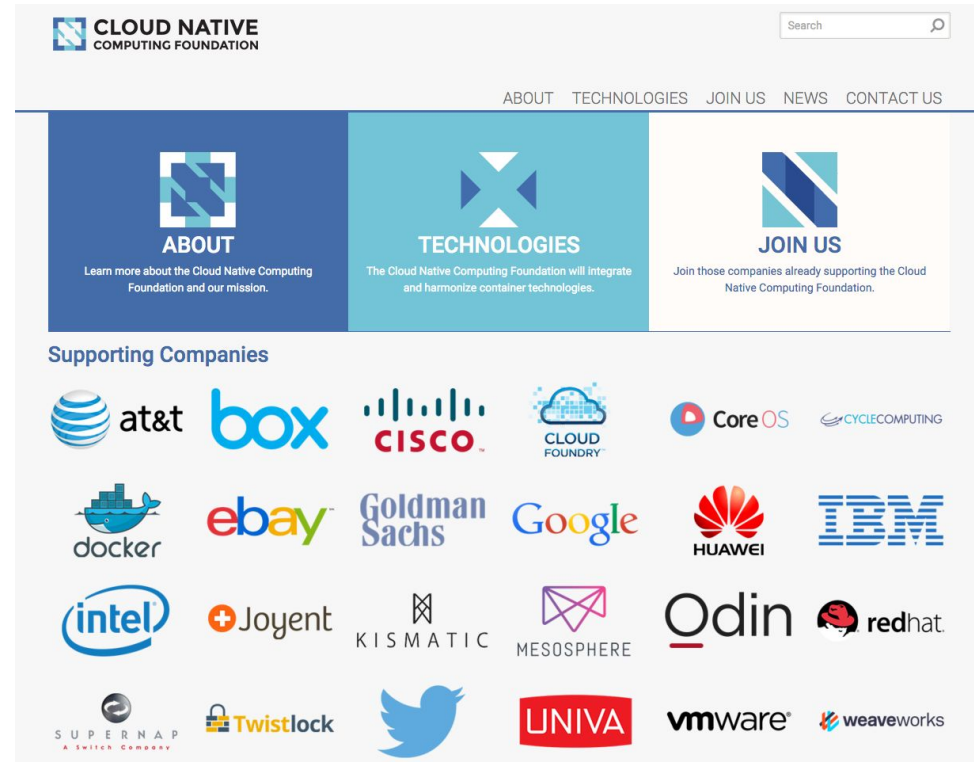 CLOUD NATIVE
COMPUTING FOUNDATION
Search
ABOUT TECHNOLOGIES JOIN US NEWS CONTACT US
ABOUT
Learn more about the Cloud Native Computing
Foundation and our mission.
TECHNOLOGIES
The Cloud Native Computing Foundation will integrate
and harmonize container technologies.
JOIN US
Join those companies already supporting the Cloud
Native Computing Foundation.
Supporting Companies
at&t
box
CISCO
CLOUD
FOUNDRY
CoreOS
CYCLECOMPUTING
docker
ebay
Goldman
Sachs
Google
HUAWEI
IBM
intel
Joyent
KISMATIC
MESOSPHERE
Odin
redhat.
SUPERNAP
A Switch Company
Twistlock
UNIVA
vmware
weaveworks